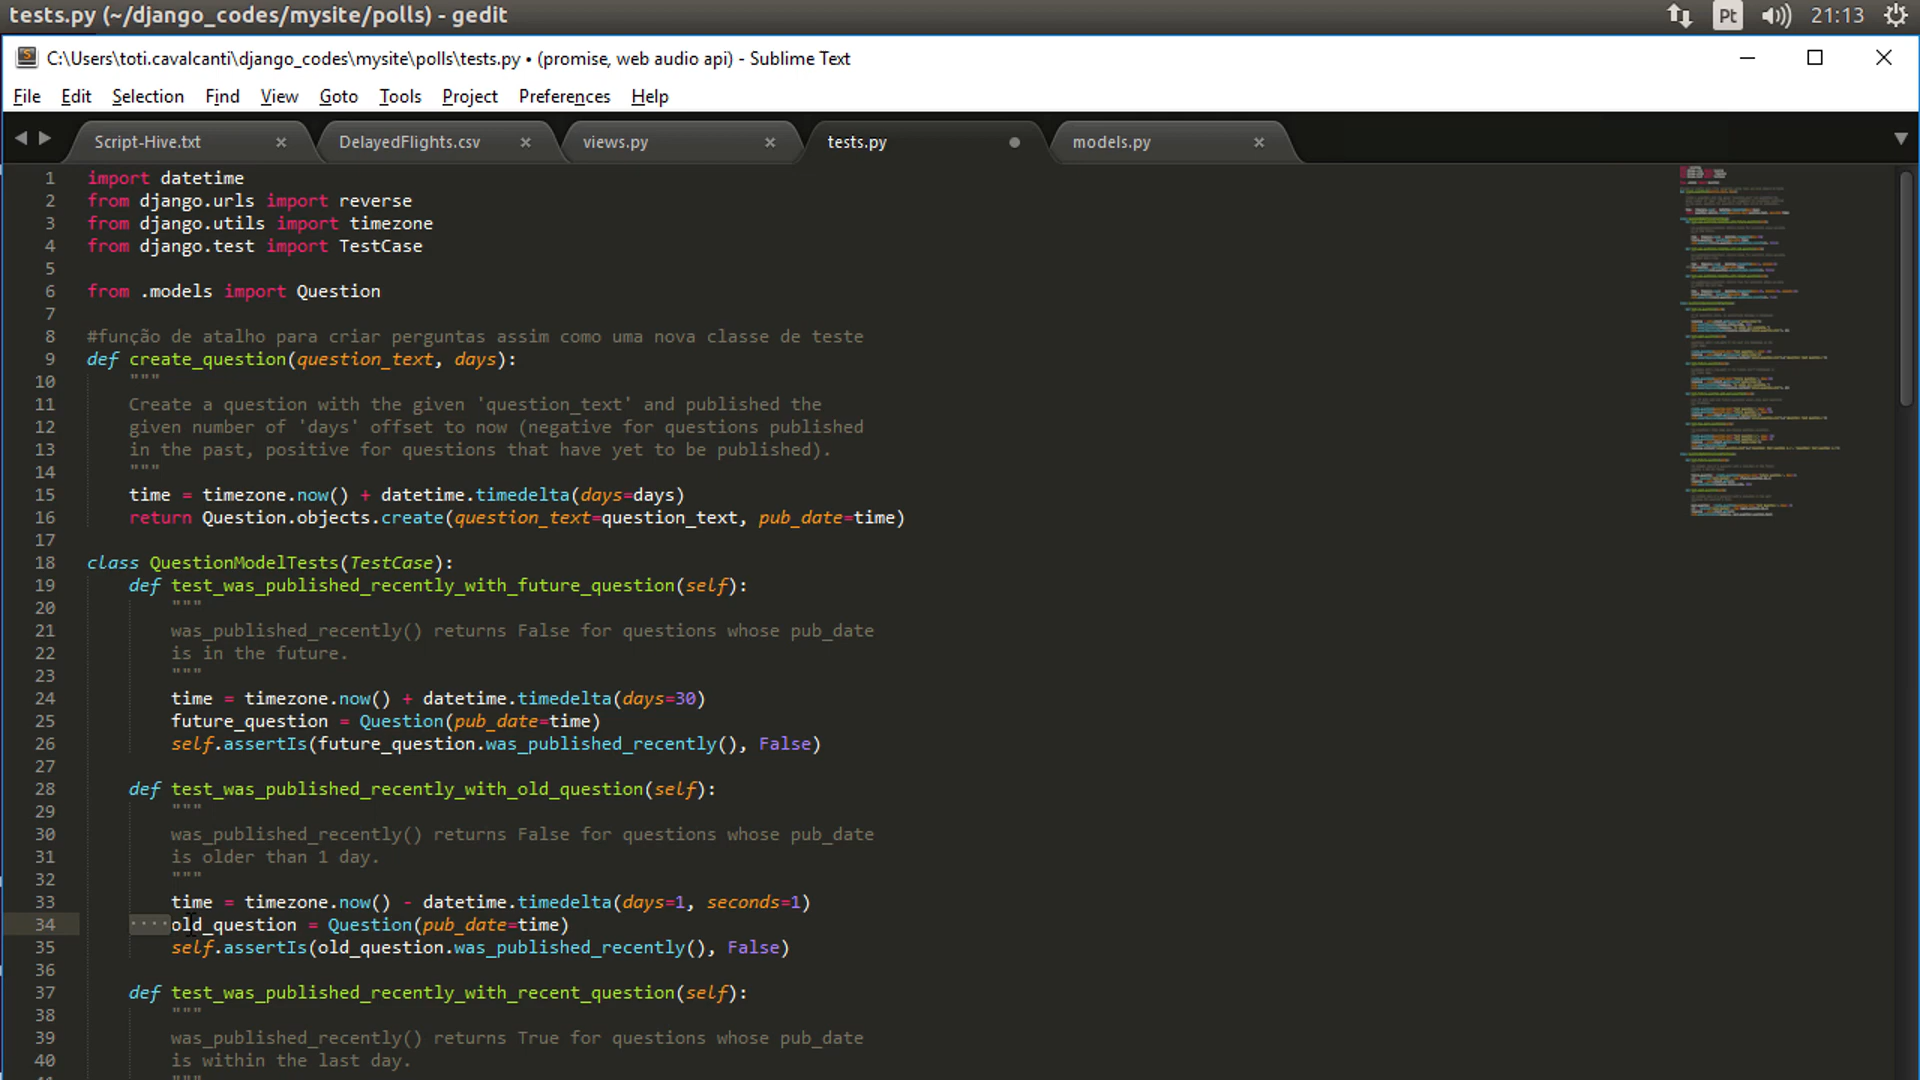 tests.py (~/django_codes/mysite/polls) - gedit
Pt
21:13
C:\Users\toti.cavalcanti\django_codes\mysite\polls\tests.py • (promise, web audio api) - Sublime Text
File Edit Selection Find View Goto Tools Project Preferences Help
Script-Hive.txt DelayedFlights.csv views.py tests.py models.py
1 import datetime
2 from django.urls import reverse
3 from django.utils import timezone
4 from django.test import TestCase
5
6 from .models import Question
7
8 #função de atalho para criar perguntas assim como uma nova classe de teste
9 def create_question(question_text, days):
10 """
11 Create a question with the given 'question_text' and published the
12 given number of 'days' offset to now (negative for questions published
13 in the past, positive for questions that have yet to be published).
14 """
15 time = timezone.now() + datetime.timedelta(days=days)
16 return Question.objects.create(question_text=question_text, pub_date=time)
17
18 class QuestionModelTests(TestCase):
19 def test_was_published_recently_with_future_question(self):
20 """
21 was_published_recently() returns False for questions whose pub_date
22 is in the future.
23 """
24 time = timezone.now() + datetime.timedelta(days=30)
25 future_question = Question(pub_date=time)
26 self.assertIs(future_question.was_published_recently(), False)
27
28 def test_was_published_recently_with_old_question(self):
29 """
30 was_published_recently() returns False for questions whose pub_date
31 is older than 1 day.
32 """
33 time = timezone.now() - datetime.timedelta(days=1, seconds=1)
34 old_question = Question(pub_date=time)
35 self.assertIs(old_question.was_published_recently(), False)
36
37 def test_was_published_recently_with_recent_question(self):
38 """
39 was_published_recently() returns True for questions whose pub_date
40 is within the last day.